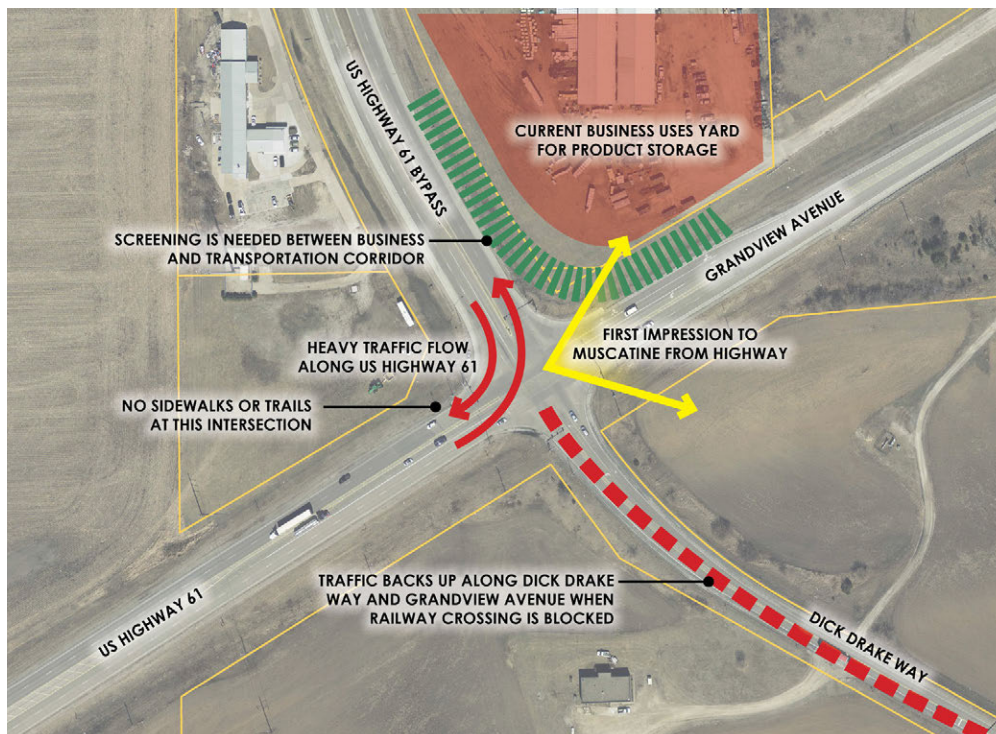 US HIGHWAY 61 BYPASS
CURRENT BUSINESS USES YARD
FOR PRODUCT STORAGE
SCREENING IS NEEDED BETWEEN BUSINESS
AND TRANSPORTATION CORRIDOR
GRANDVIEW AVENUE
HEAVY TRAFFIC FLOW
ALONG US HIGHWAY 61
FIRST IMPRESSION TO
MUSCATINE FROM HIGHWAY
NO SIDEWALKS OR TRAILS
AT THIS INTERSECTION
US HIGHWAY 61
TRAFFIC BACKS UP ALONG DICK DRAKE
WAY AND GRANDVIEW AVENUE WHEN
RAILWAY CROSSING IS BLOCKED
DICK DRAKE WAY